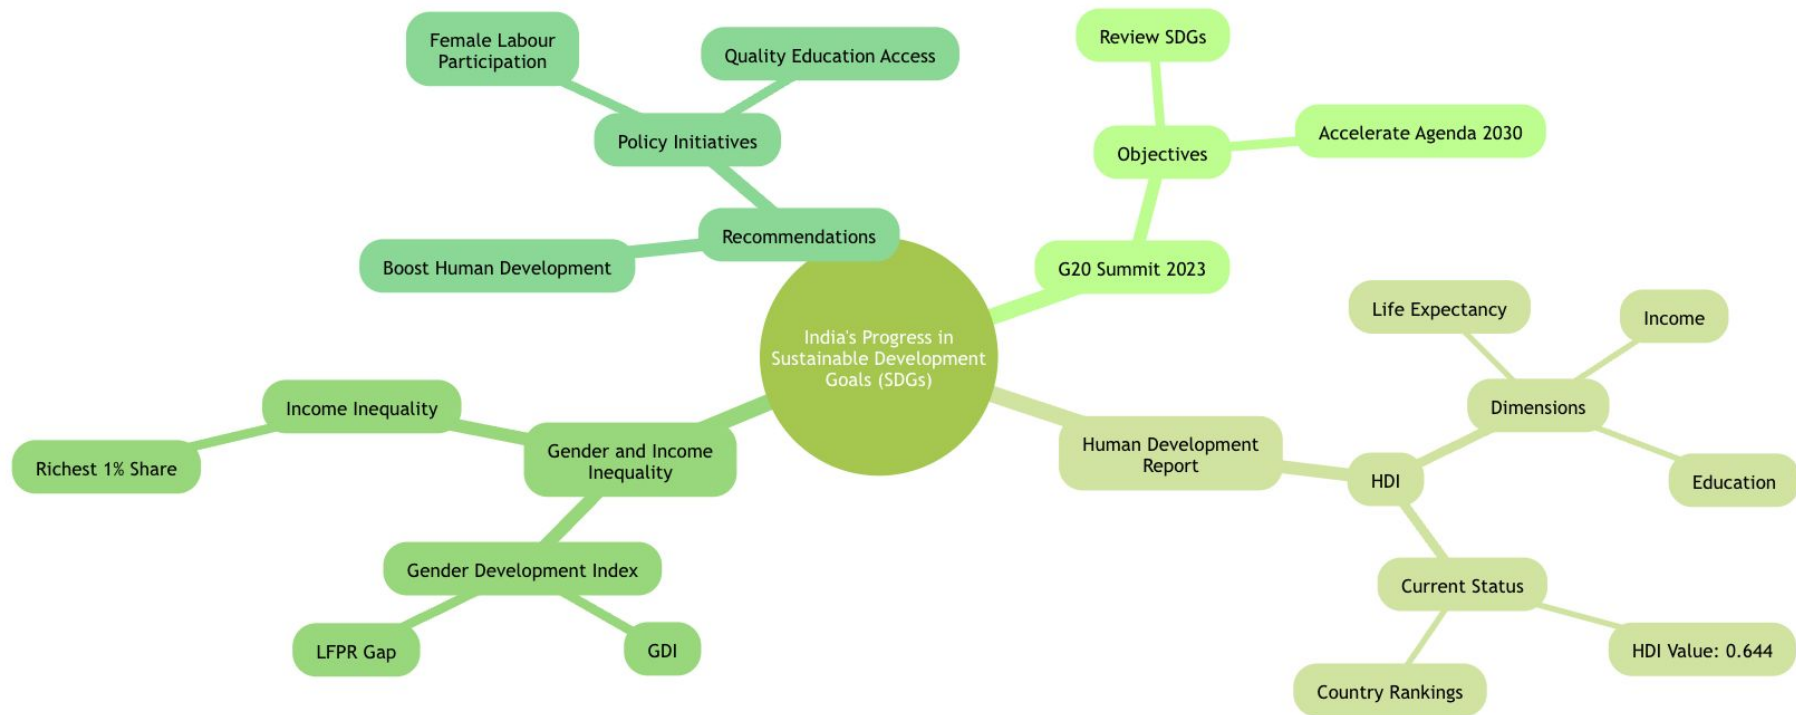 India's Progress in
Sustainable Development
Goals (SDGs)
G20 Summit 2023
Objectives
Review SDGs
Accelerate Agenda 2030
Human Development
Report
HDI
Dimensions
Life Expectancy
Income
Education
Current Status
Country Rankings
HDI Value: 0.644
Gender and Income
Inequality
Income Inequality
Richest 1% Share
Gender Development Index
LFPR Gap
GDI
Recommendations
Policy Initiatives
Female Labour
Participation
Quality Education Access
Boost Human Development